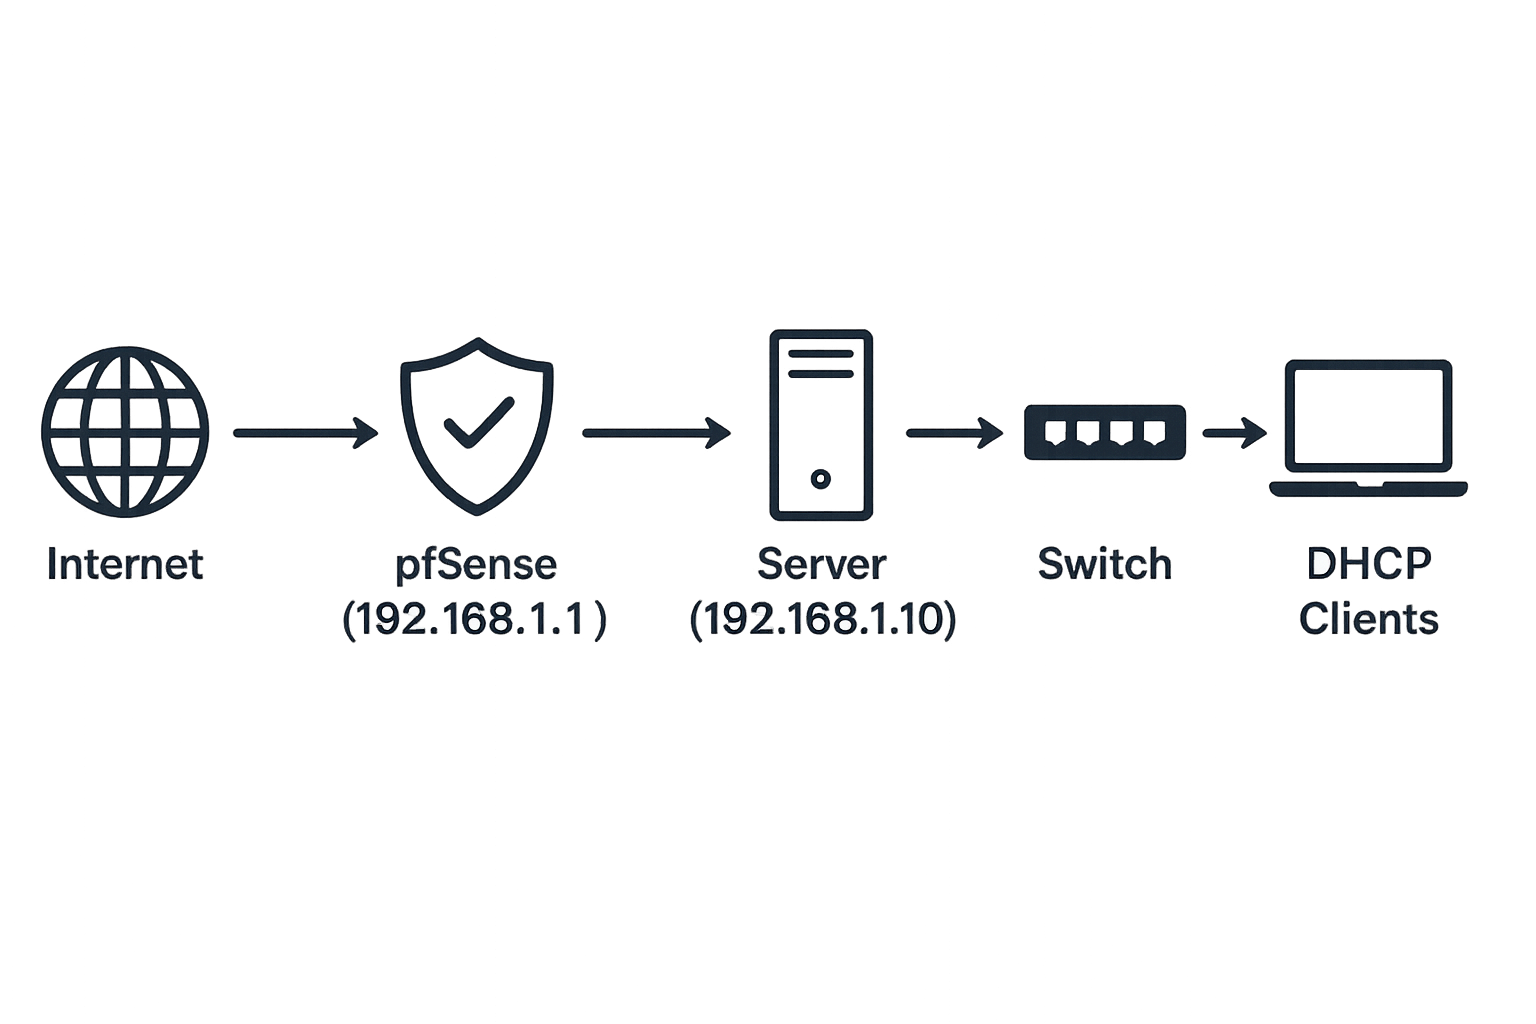 Internet
pfSense
(192.168.1.1)
Server
(192.168.1.10)
Switch
DHCP
Clients